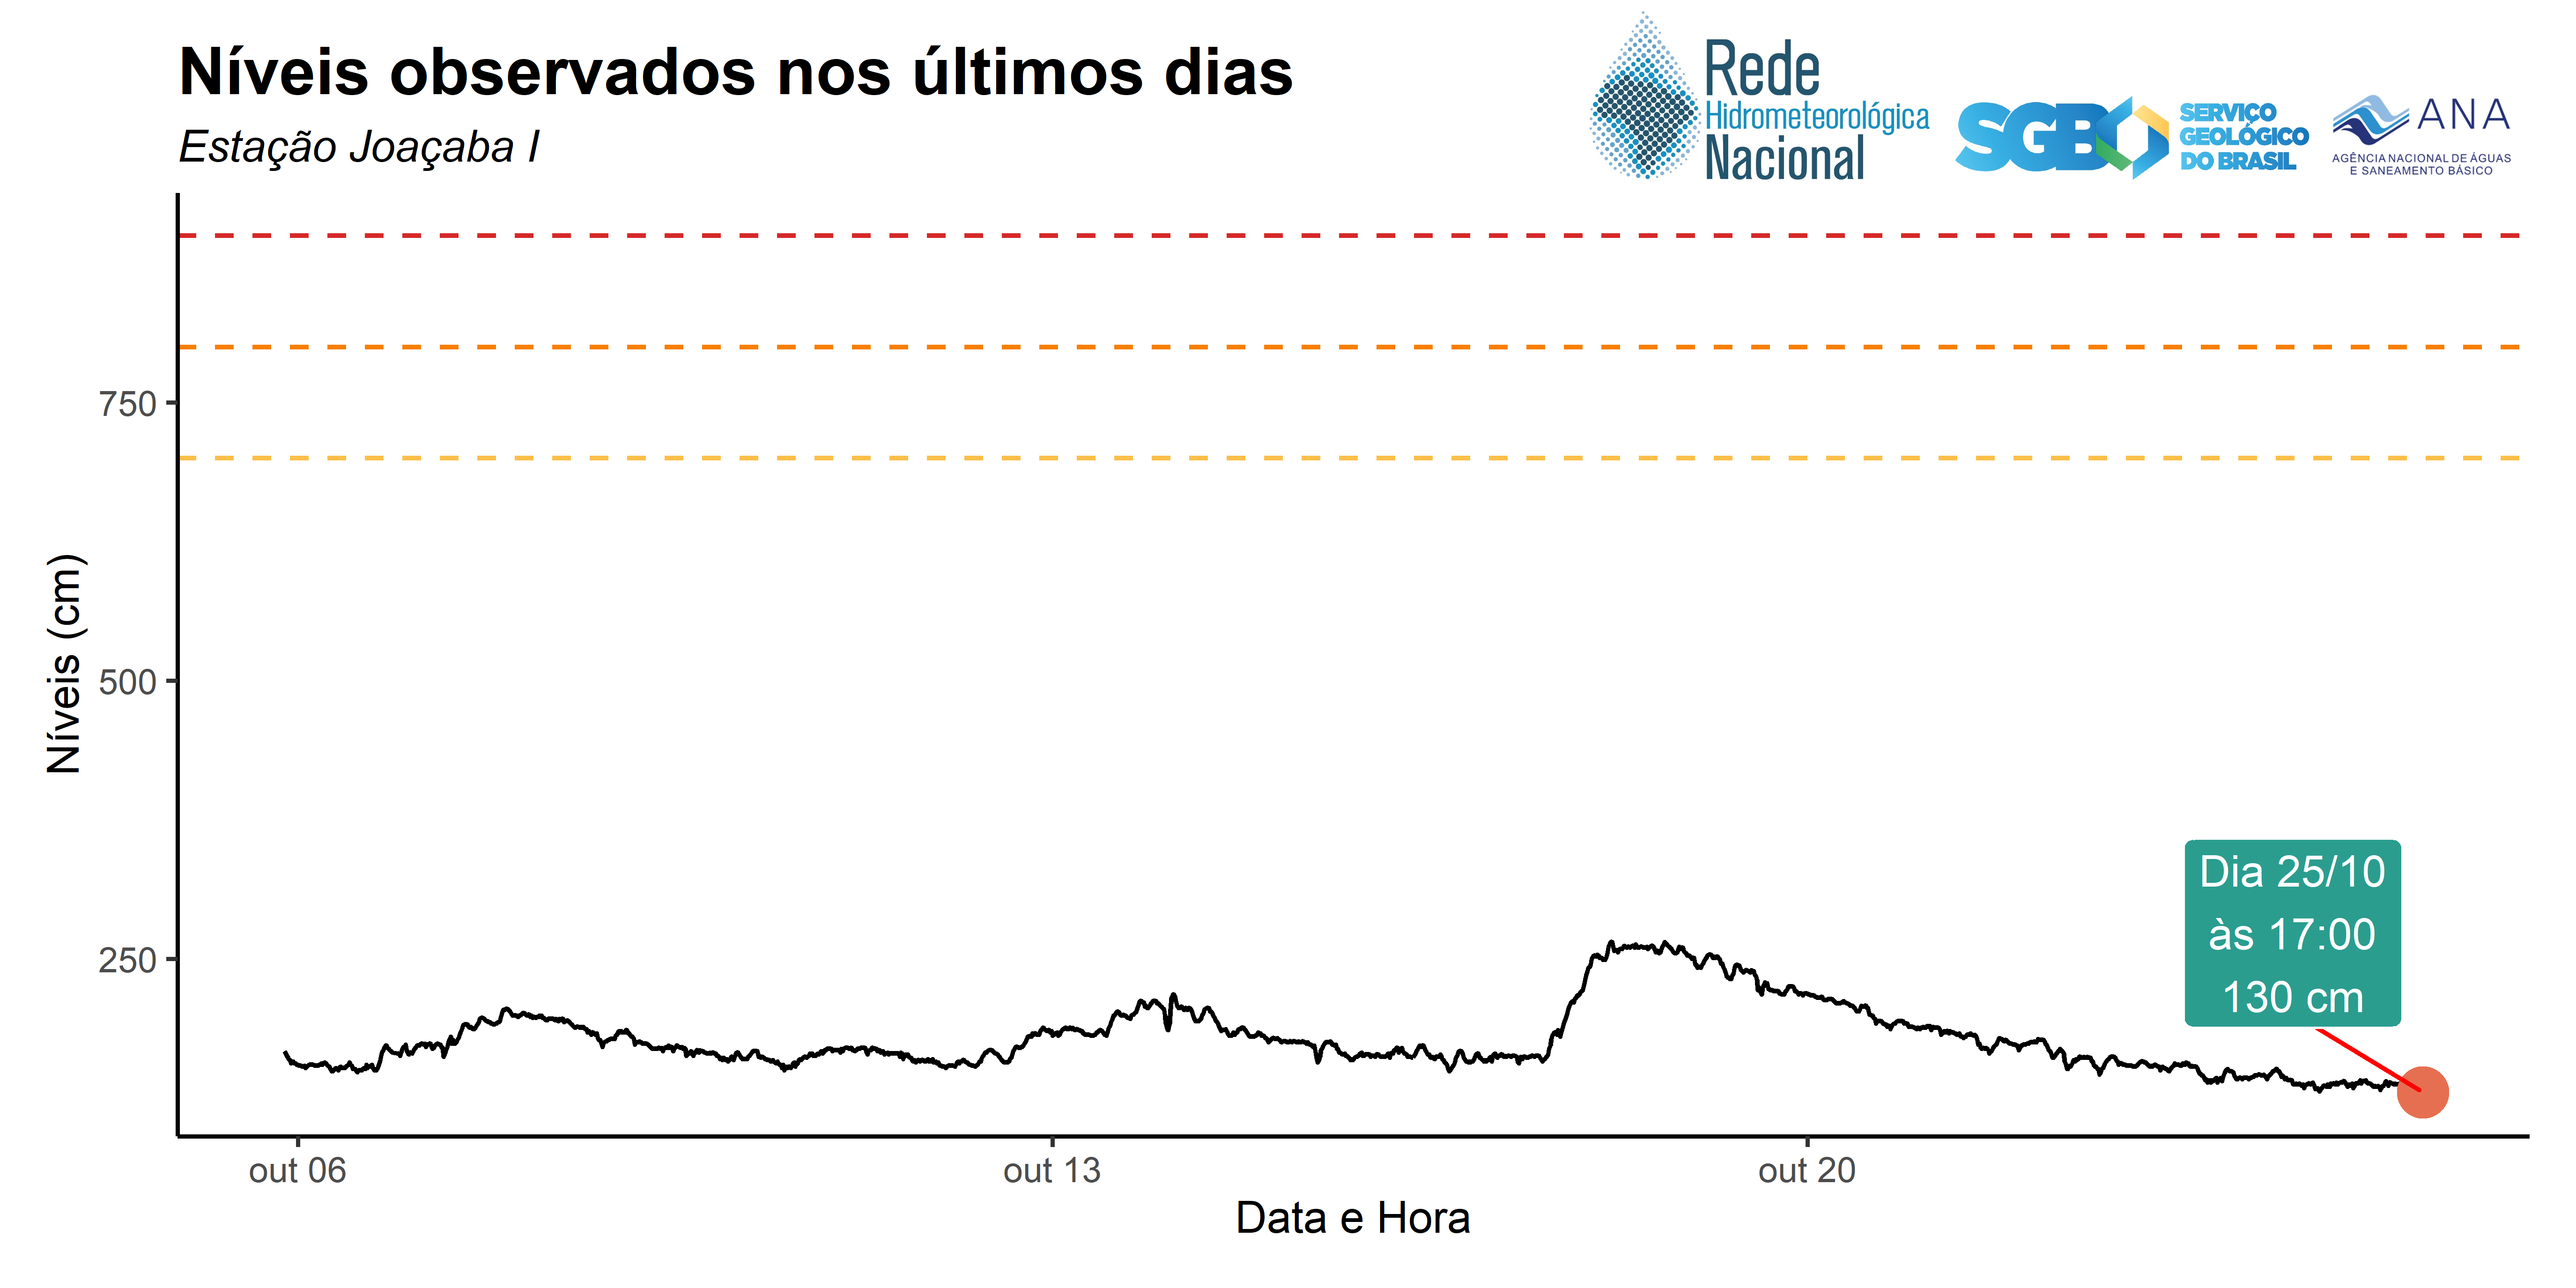 Níveis observados nos últimos dias
Estação Joaçaba I
Rede
Hidrometeorológica
Nacional
SGB
SERVIÇO
GEOLÓGICO
DO BRASIL
ANA
AGÊNCIA NACIONAL DE ÁGUAS
E SANEAMENTO BÁSICO
Níveis (cm)
750
500
250
Dia 25/10
às 17:00
130 cm
out 06
out 13
out 20
Data e Hora